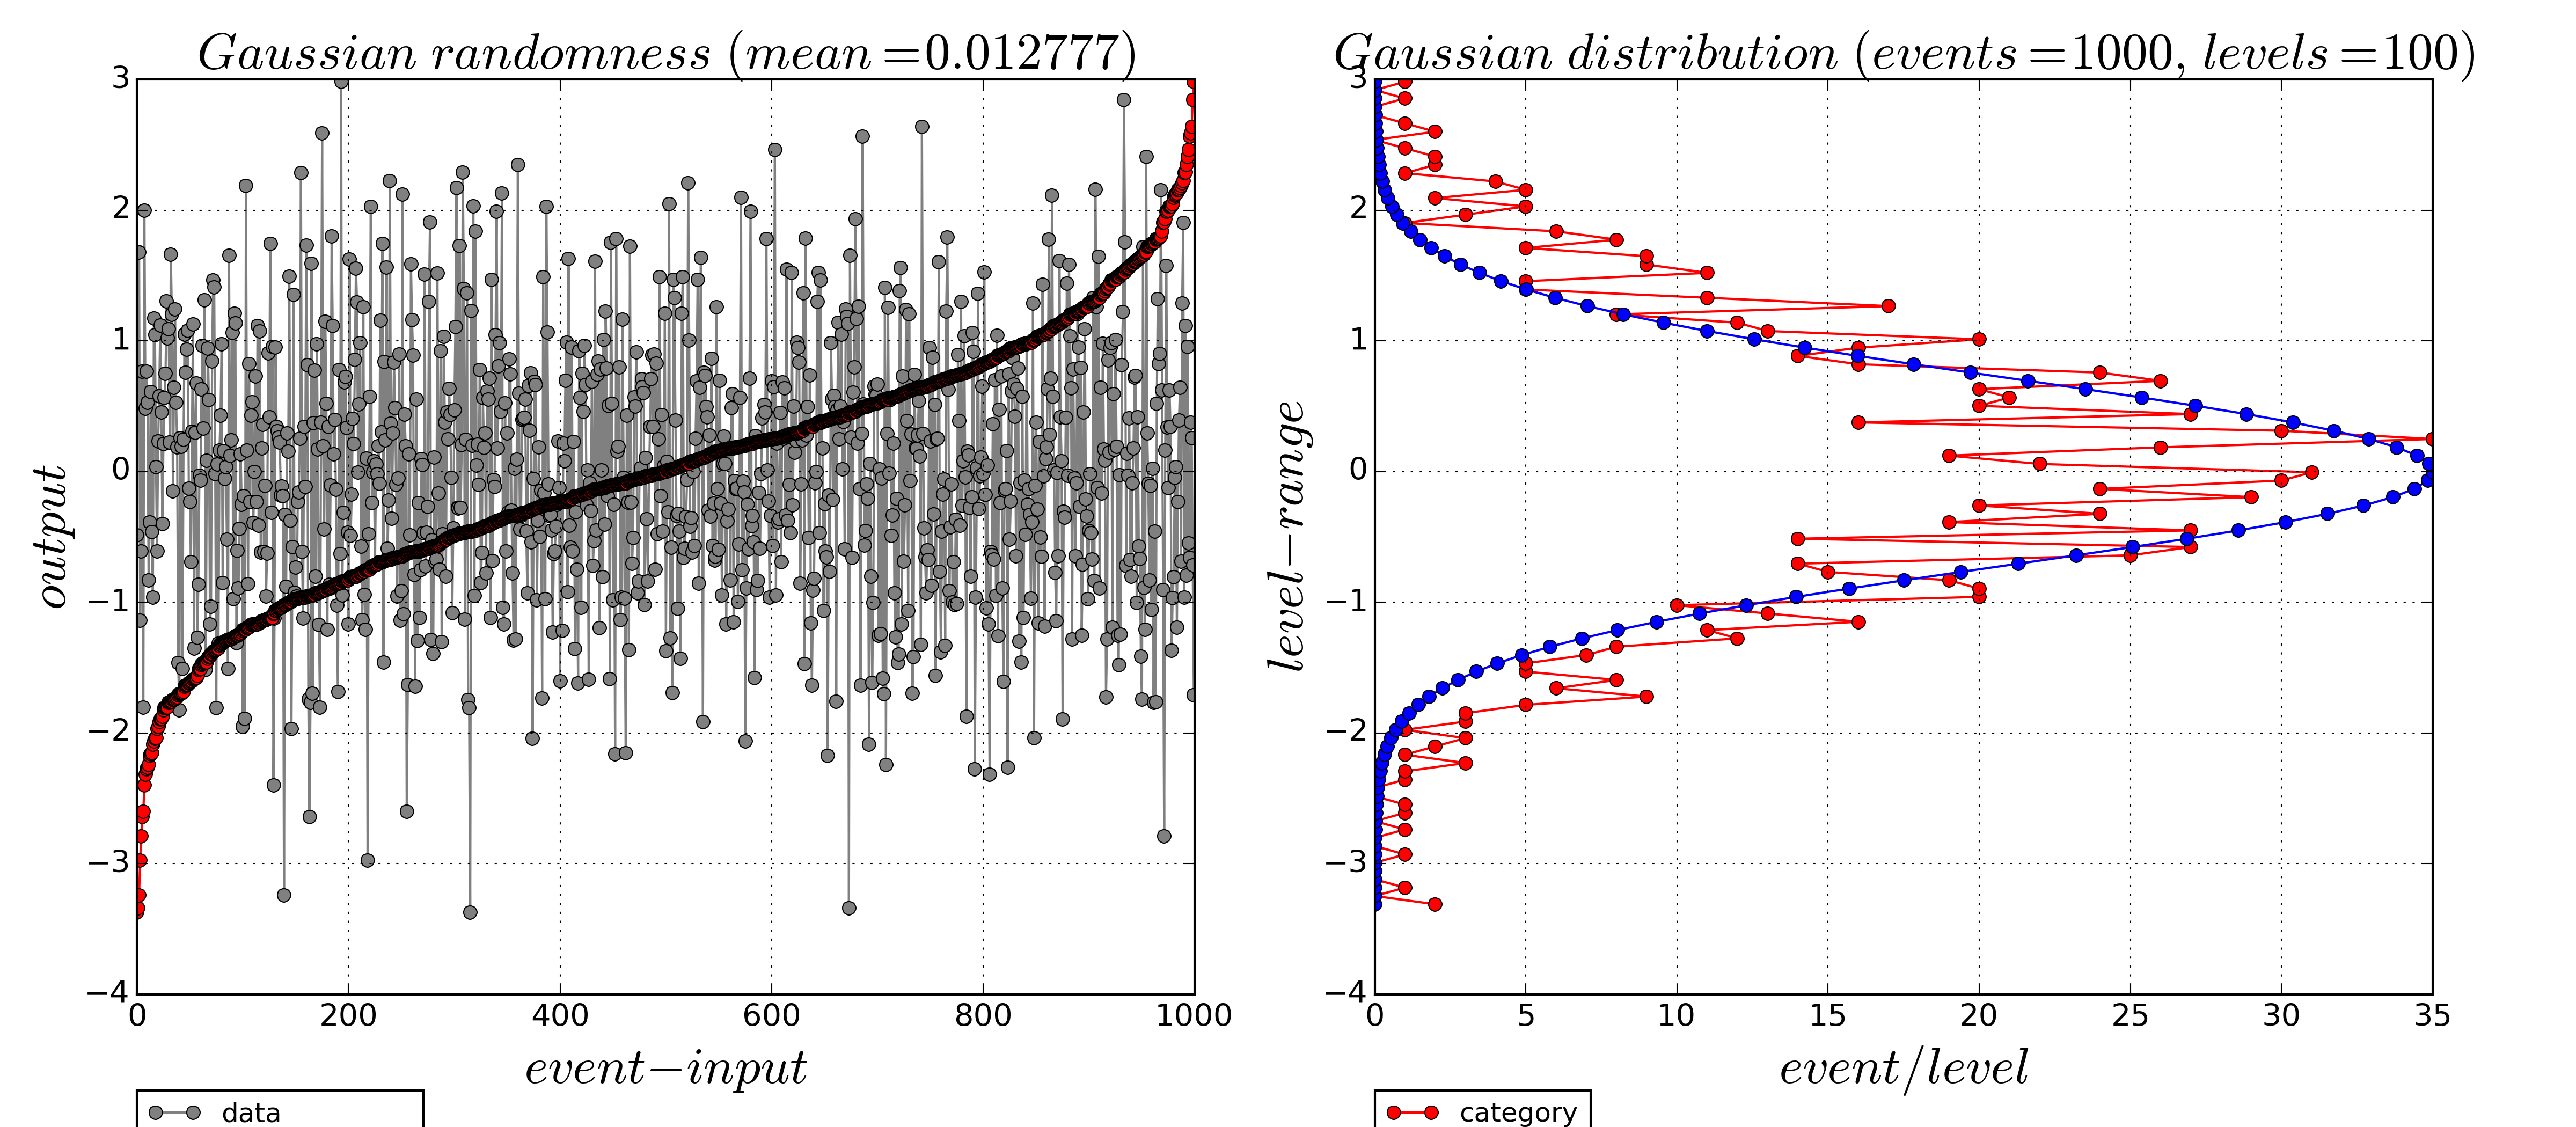 Gaussian randomness (mean=0.012777)
3
2
1
0
−1
−2
−3
−4
0 200 400 600 800 1000
output
event−input
data
Gaussian distribution (events=1000, levels=100)
3
2
1
0
−1
−2
−3
−4
0 5 10 15 20 25 30 35
level−range
event/level
category